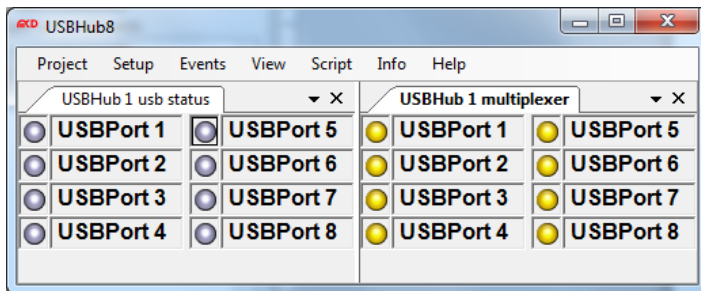 GXD USBHub8
Project Setup Events View Script Info Help
USBHub 1 usb status USBHub 1 multiplexer
USBPort 1 USBPort 5 USBPort 1 USBPort 5
USBPort 2 USBPort 6 USBPort 2 USBPort 6
USBPort 3 USBPort 7 USBPort 3 USBPort 7
USBPort 4 USBPort 8 USBPort 4 USBPort 8